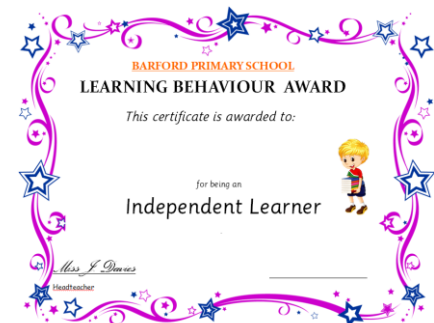 BARFORD PRIMARY SCHOOL
LEARNING BEHAVIOUR AWARD
This certificate is awarded to:
for being an
Independent Learner
Miss J Davies
Headteacher